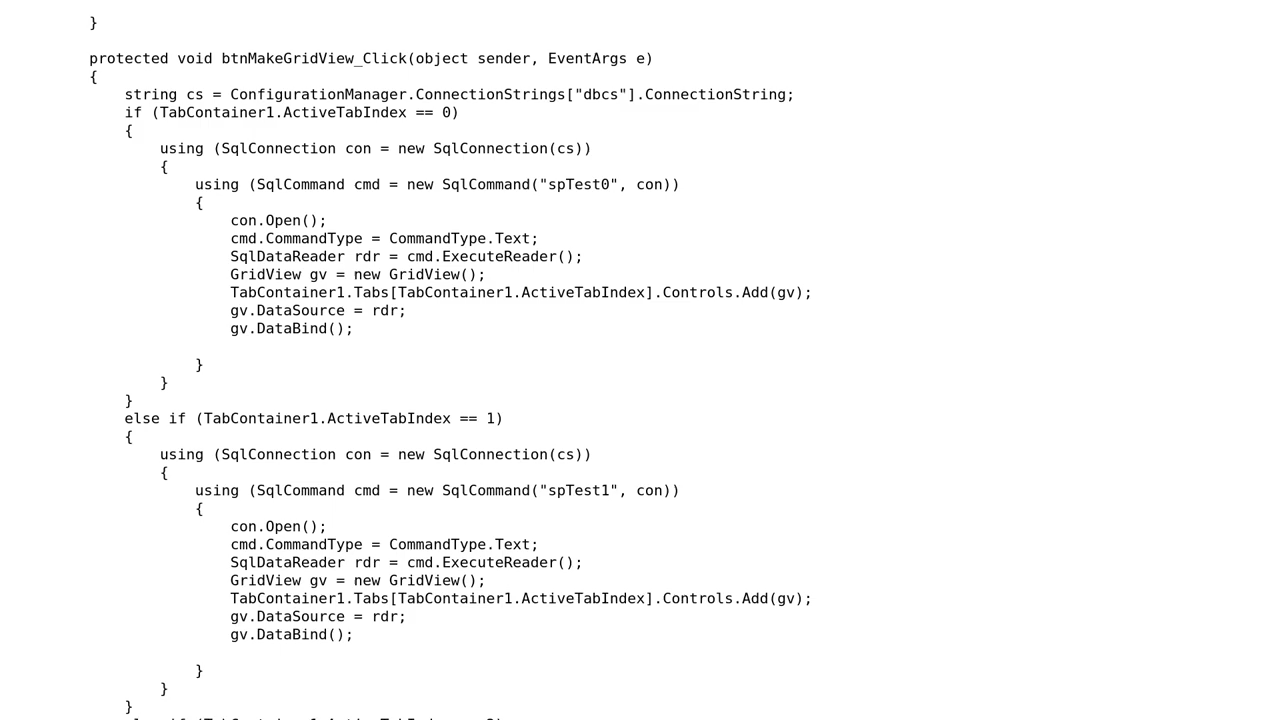 }
protected void btnMakeGridView_Click(object sender, EventArgs e)
{
string cs = ConfigurationManager.ConnectionStrings["dbcs"].ConnectionString;
if (TabContainer1.ActiveTabIndex == 0)
{
using (SqlConnection con = new SqlConnection(cs))
{
using (SqlCommand cmd = new SqlCommand("spTest0", con))
{
con.Open();
cmd.CommandType = CommandType.Text;
SqlDataReader rdr = cmd.ExecuteReader();
GridView gv = new GridView();
TabContainer1.Tabs[TabContainer1.ActiveTabIndex].Controls.Add(gv);
gv.DataSource = rdr;
gv.DataBind();
}
}
}
else if (TabContainer1.ActiveTabIndex == 1)
{
using (SqlConnection con = new SqlConnection(cs))
{
using (SqlCommand cmd = new SqlCommand("spTest1", con))
{
con.Open();
cmd.CommandType = CommandType.Text;
SqlDataReader rdr = cmd.ExecuteReader();
GridView gv = new GridView();
TabContainer1.Tabs[TabContainer1.ActiveTabIndex].Controls.Add(gv);
gv.DataSource = rdr;
gv.DataBind();
}
}
}